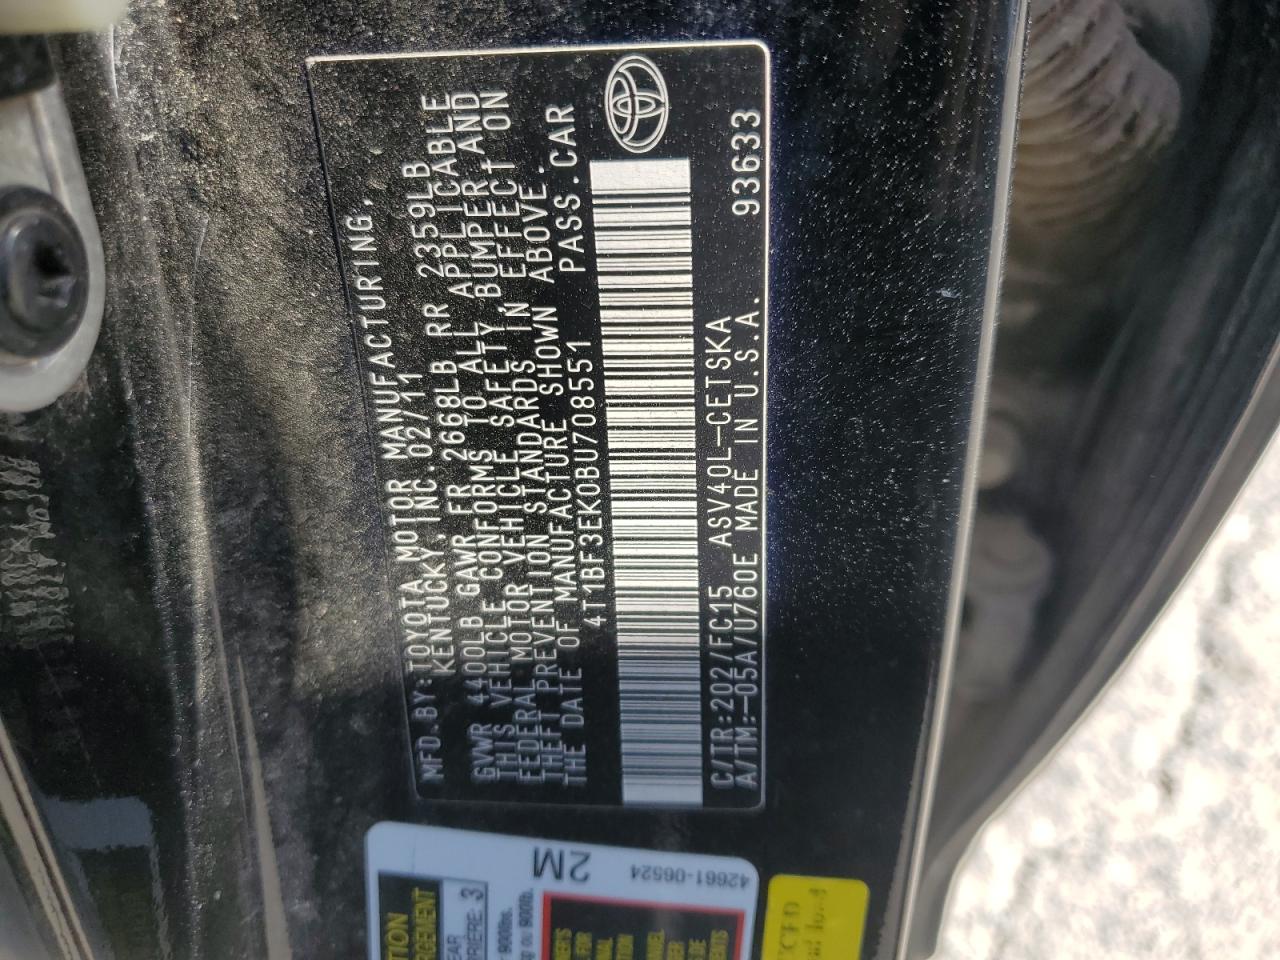 MFD.BY:TOYOTA MOTOR MANUFACTURING,
KENTUCKY,INC.02/11
GVWR 4400LB GAWR FR 2668LB RR 2359LB
THIS VEHICLE CONFORMS TO ALL APPLICABLE
FEDERAL MOTOR VEHICLE SAFETY,BUMPER,AND
THEFT PREVENTION STANDARDS IN EFFECT ON
THE DATE OF MANUFACTURE SHOWN ABOVE.
4T1BF3EK0BU708551 PASS.CAR
C/TR:202/FC15 ASV40L-CETSKA
A/TM:-05A/U760E MADE IN U.S.A. 93633
2M
42661-06524
3